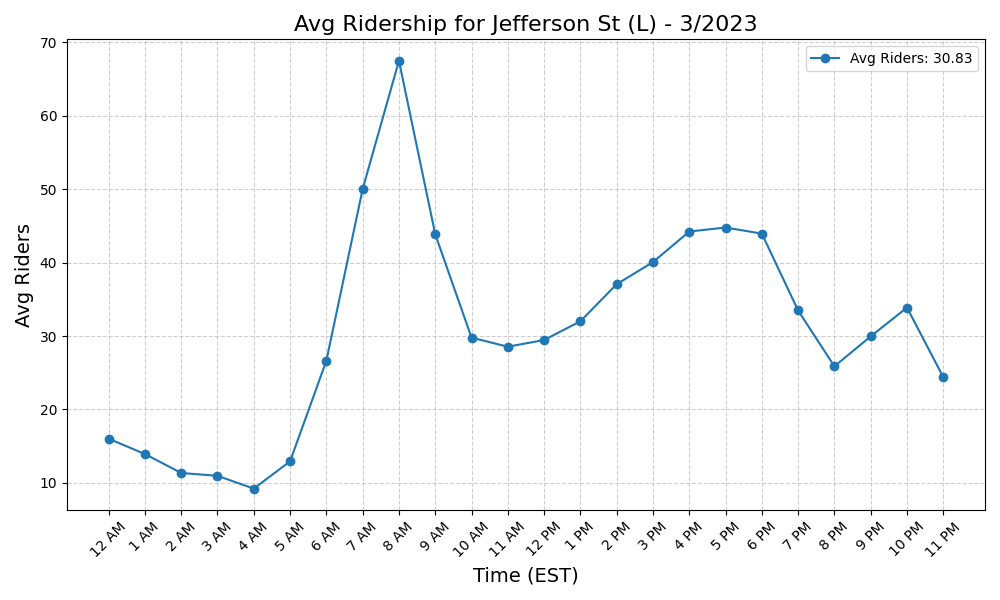 Avg Ridership for Jefferson St (L) - 3/2023
Avg Riders: 30.83
Avg Riders
70
60
50
40
30
20
10
12 AM
1 AM
2 AM
3 AM
4 AM
5 AM
6 AM
7 AM
8 AM
9 AM
10 AM
11 AM
12 PM
1 PM
2 PM
3 PM
4 PM
5 PM
6 PM
7 PM
8 PM
9 PM
10 PM
11 PM
Time (EST)